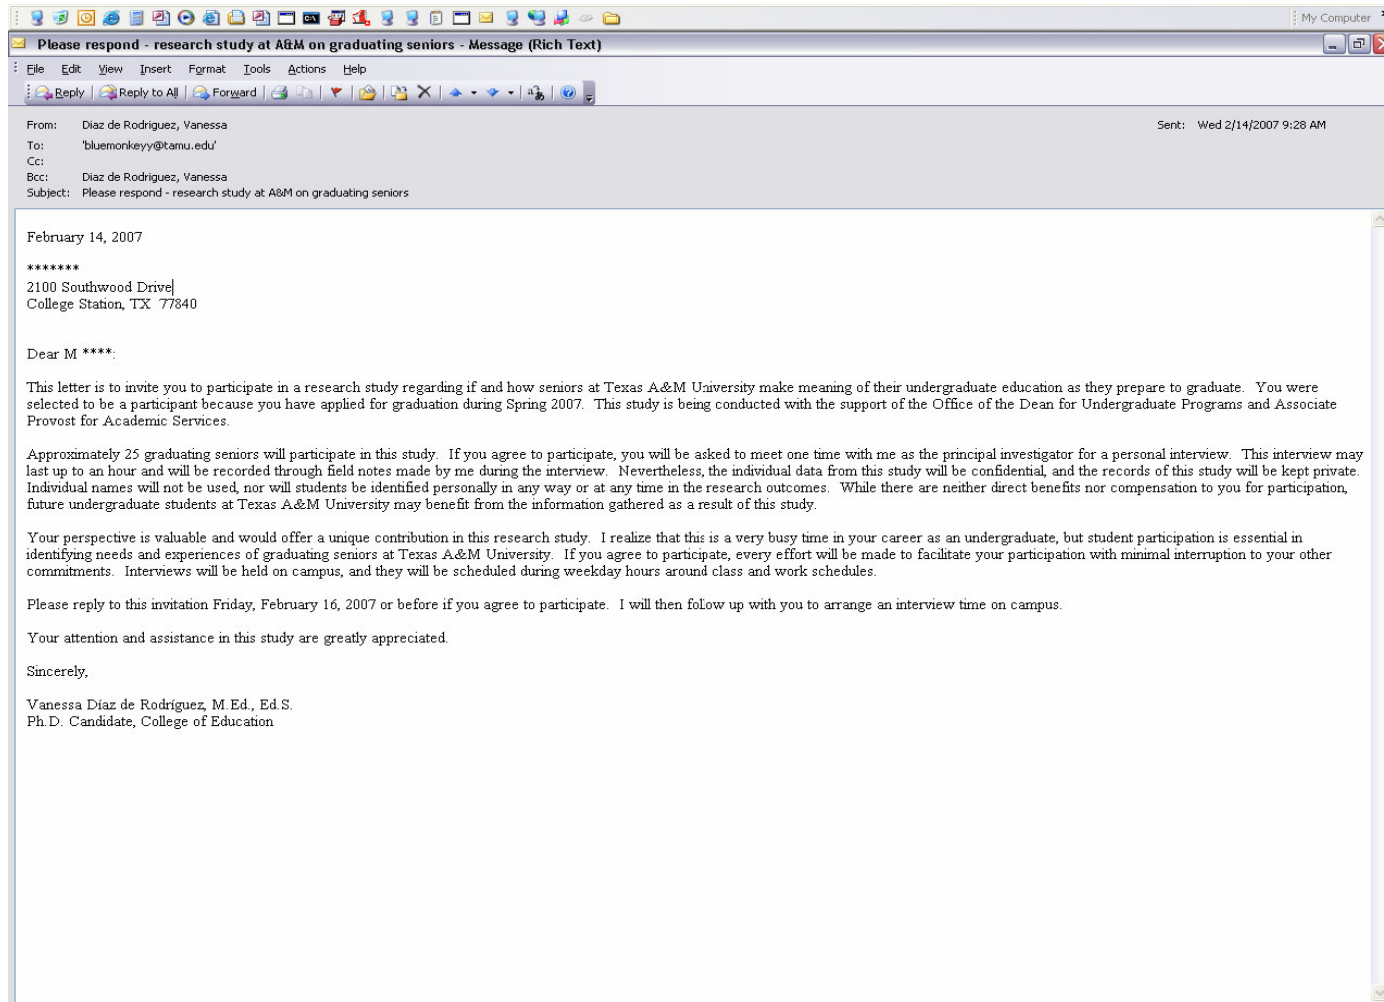 My Computer
Please respond - research study at A&M on graduating seniors - Message (Rich Text)
File Edit View Insert Format Tools Actions Help
Reply Reply to All Forward
From: Diaz de Rodriguez, Vanessa Sent: Wed 2/14/2007 9:28 AM
To: 'bluemonkeyy@tamu.edu'
Cc:
Bcc: Diaz de Rodriguez, Vanessa
Subject: Please respond - research study at A&M on graduating seniors
February 14, 2007
*******
2100 Southwood Drive
College Station, TX 77840
Dear M ****:
This letter is to invite you to participate in a research study regarding if and how seniors at Texas A&M University make meaning of their undergraduate education as they prepare to graduate. You were
selected to be a participant because you have applied for graduation during Spring 2007. This study is being conducted with the support of the Office of the Dean for Undergraduate Programs and Associate
Provost for Academic Services.
Approximately 25 graduating seniors will participate in this study. If you agree to participate, you will be asked to meet one time with me as the principal investigator for a personal interview. This interview may
last up to an hour and will be recorded through field notes made by me during the interview. Nevertheless, the individual data from this study will be confidential, and the records of this study will be kept private.
Individual names will not be used, nor will students be identified personally in any way or at any time in the research outcomes. While there are neither direct benefits nor compensation to you for participation,
future undergraduate students at Texas A&M University may benefit from the information gathered as a result of this study.
Your perspective is valuable and would offer a unique contribution in this research study. I realize that this is a very busy time in your career as an undergraduate, but student participation is essential in
identifying needs and experiences of graduating seniors at Texas A&M University. If you agree to participate, every effort will be made to facilitate your participation with minimal interruption to your other
commitments. Interviews will be held on campus, and they will be scheduled during weekday hours around class and work schedules.
Please reply to this invitation Friday, February 16, 2007 or before if you agree to participate. I will then follow up with you to arrange an interview time on campus.
Your attention and assistance in this study are greatly appreciated.
Sincerely,
Vanessa Díaz de Rodríguez, M.Ed., Ed.S.
Ph.D. Candidate, College of Education